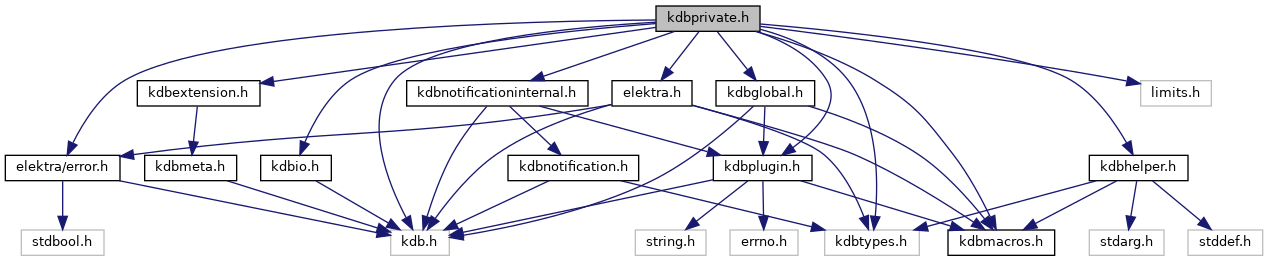 kdbprivate.h
kdbextension.h
kdbnotificationinternal.h
elektra.h
kdbglobal.h
limits.h
elektra/error.h
kdbmeta.h
kdbio.h
kdbnotification.h
kdbplugin.h
kdbhelper.h
stdbool.h
kdb.h
string.h
errno.h
kdbtypes.h
kdbmacros.h
stdarg.h
stddef.h